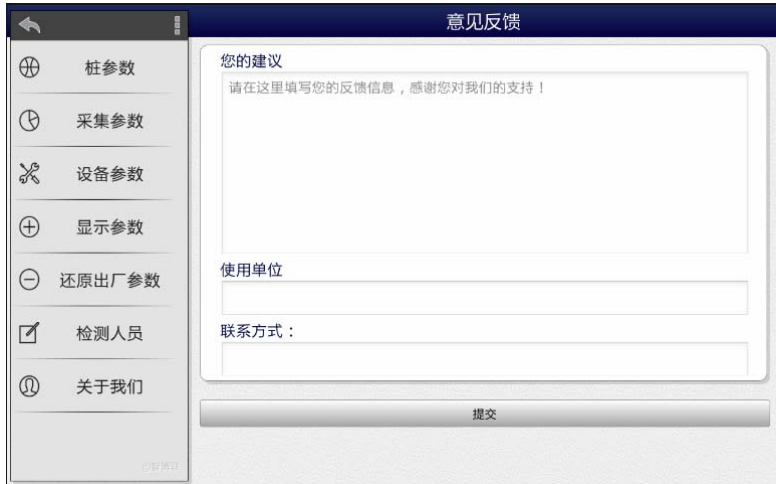 意见反馈
桩参数
采集参数
设备参数
显示参数
还原出厂参数
检测人员
关于我们
您的建议
请在这里填写您的反馈信息，感谢您对我们的支持！
使用单位
联系方式：
提交